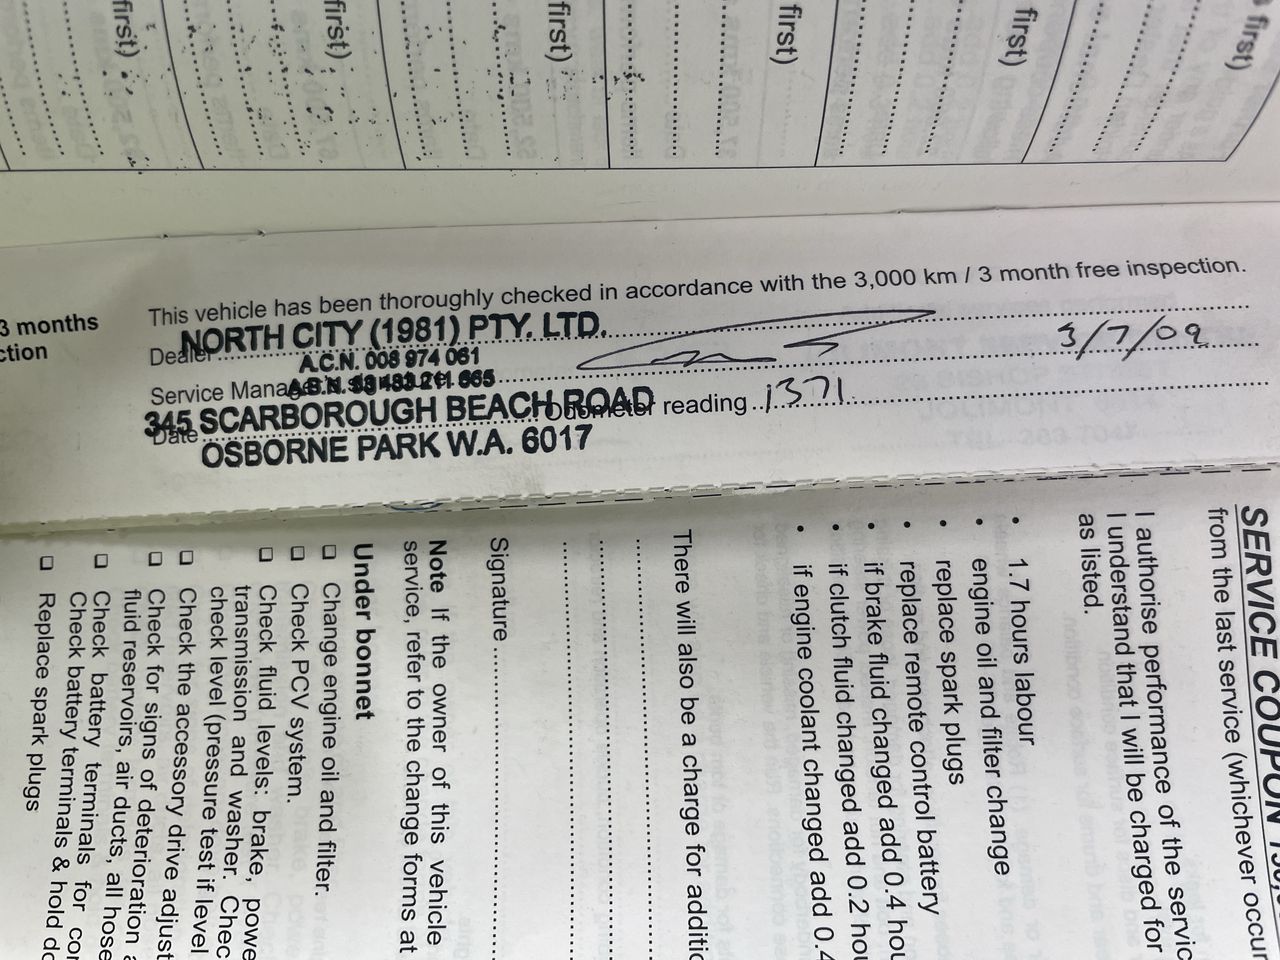 first)
first)
first)
first)
first)
first)
3 months
ction
This vehicle has been thoroughly checked in accordance with the 3,000 km / 3 month free inspection.
NORTH CITY (1981) PTY. LTD.
Dealer
A.C.N. 008 974 061
3/7/09
Service Manager
A.B.N. 
345 SCARBOROUGH BEACH ROAD
Odometer reading 1371
Date
OSBORNE PARK W.A. 6017
SERVICE COUPON
from the last service (whichever occur
I authorise performance of the servic
I understand that I will be charged for
as listed.
• 1.7 hours labour
• engine oil and filter change
• replace spark plugs
• replace remote control battery
• if brake fluid changed add 0.4 hou
• if clutch fluid changed add 0.2 hou
• if engine coolant changed add 0.4
There will also be a charge for additio
Signature
Note If the owner of this vehicle
service, refer to the change forms at
Under bonnet
❑ Change engine oil and filter.
❑ Check PCV system.
❑ Check fluid levels: brake, powe
transmission and washer. Chec
check level (pressure test if level
❑ Check the accessory drive adjust
❑ Check for signs of deterioration a
fluid reservoirs, air ducts, all hose
❑ Check battery terminals for cor
Check battery terminals & hold do
❑ Replace spark plugs